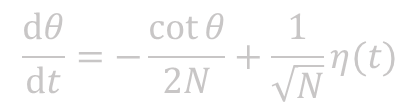 dθ/dt = − cot θ/2N + 1/√N η(t)